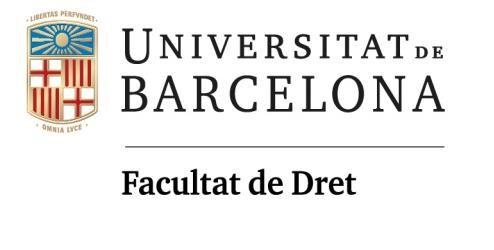 · LIBERTAS PERFVNDET ·
· OMNIA LVCE ·
UNIVERSITAT DE
BARCELONA
Facultat de Dret